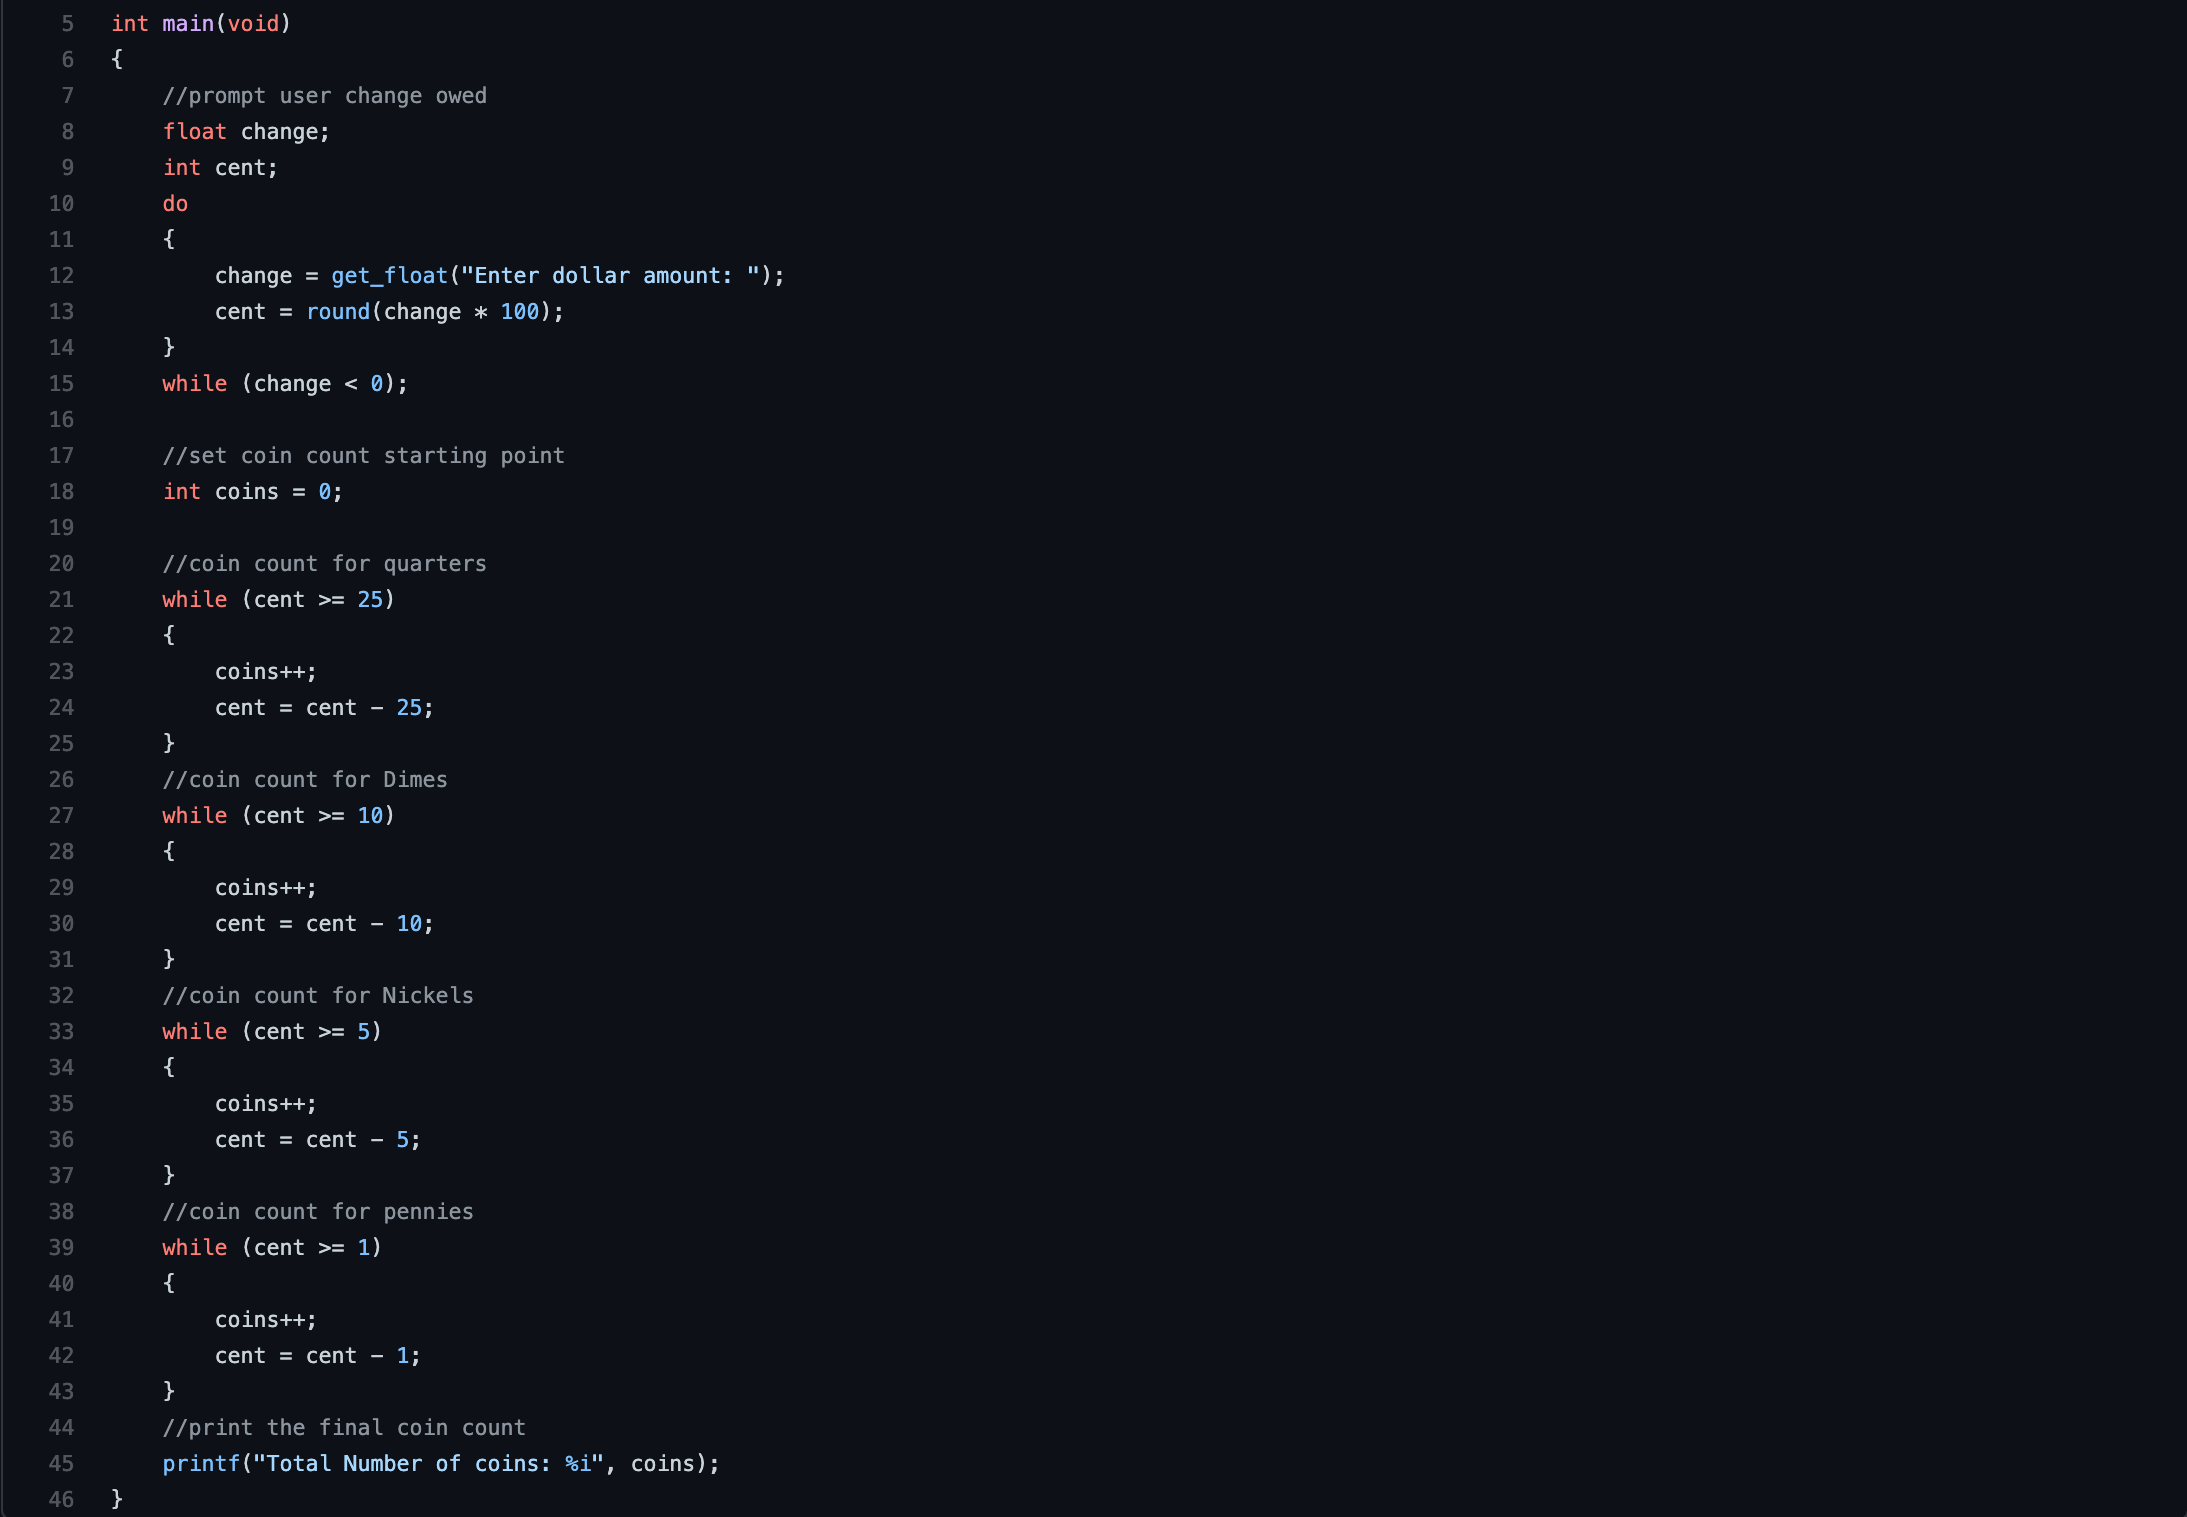 5 int main(void)
6 {
7     //prompt user change owed
8     float change;
9     int cent;
10     do
11     {
12         change = get_float("Enter dollar amount: ");
13         cent = round(change * 100);
14     }
15     while (change < 0);
16
17     //set coin count starting point
18     int coins = 0;
19
20     //coin count for quarters
21     while (cent >= 25)
22     {
23         coins++;
24         cent = cent - 25;
25     }
26     //coin count for Dimes
27     while (cent >= 10)
28     {
29         coins++;
30         cent = cent - 10;
31     }
32     //coin count for Nickels
33     while (cent >= 5)
34     {
35         coins++;
36         cent = cent - 5;
37     }
38     //coin count for pennies
39     while (cent >= 1)
40     {
41         coins++;
42         cent = cent - 1;
43     }
44     //print the final coin count
45     printf("Total Number of coins: %i", coins);
46 }